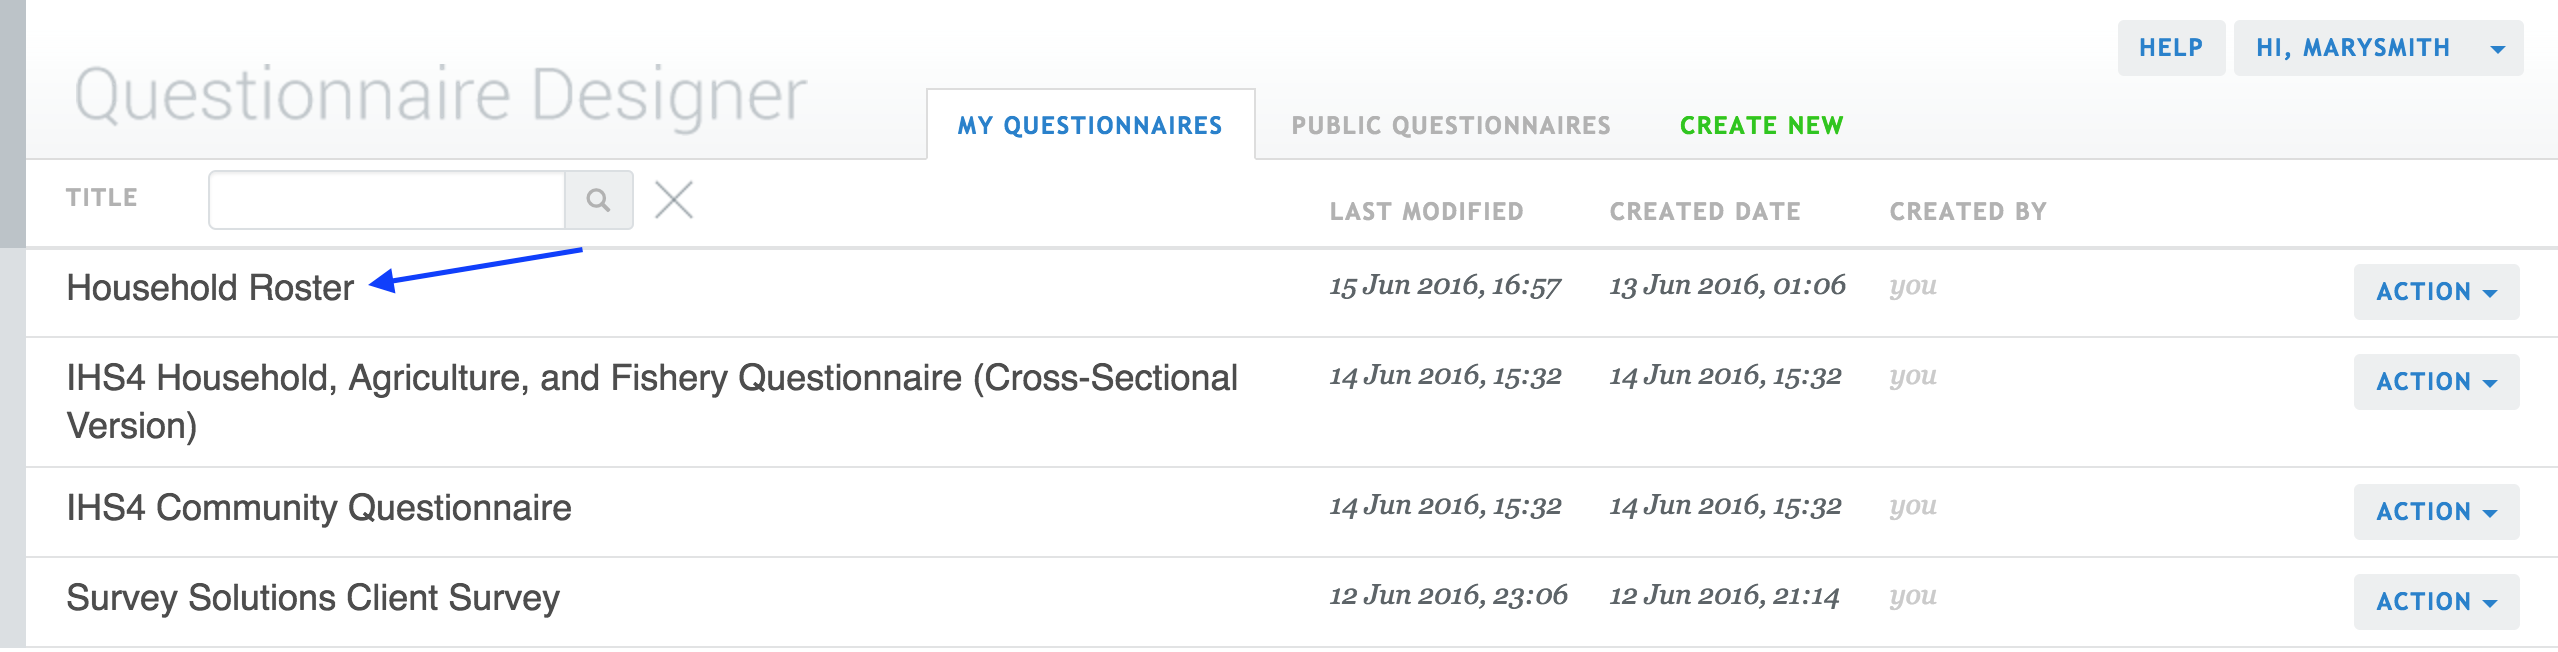 HELP
HI, MARYSMITH
Questionnaire Designer
MY QUESTIONNAIRES
PUBLIC QUESTIONNAIRES
CREATE NEW
TITLE
LAST MODIFIED
CREATED DATE
CREATED BY
Household Roster
15 Jun 2016, 16:57
13 Jun 2016, 01:06
you
ACTION
IHS4 Household, Agriculture, and Fishery Questionnaire (Cross-Sectional
Version)
14 Jun 2016, 15:32
14 Jun 2016, 15:32
you
ACTION
IHS4 Community Questionnaire
14 Jun 2016, 15:32
14 Jun 2016, 15:32
you
ACTION
Survey Solutions Client Survey
12 Jun 2016, 23:06
12 Jun 2016, 21:14
you
ACTION